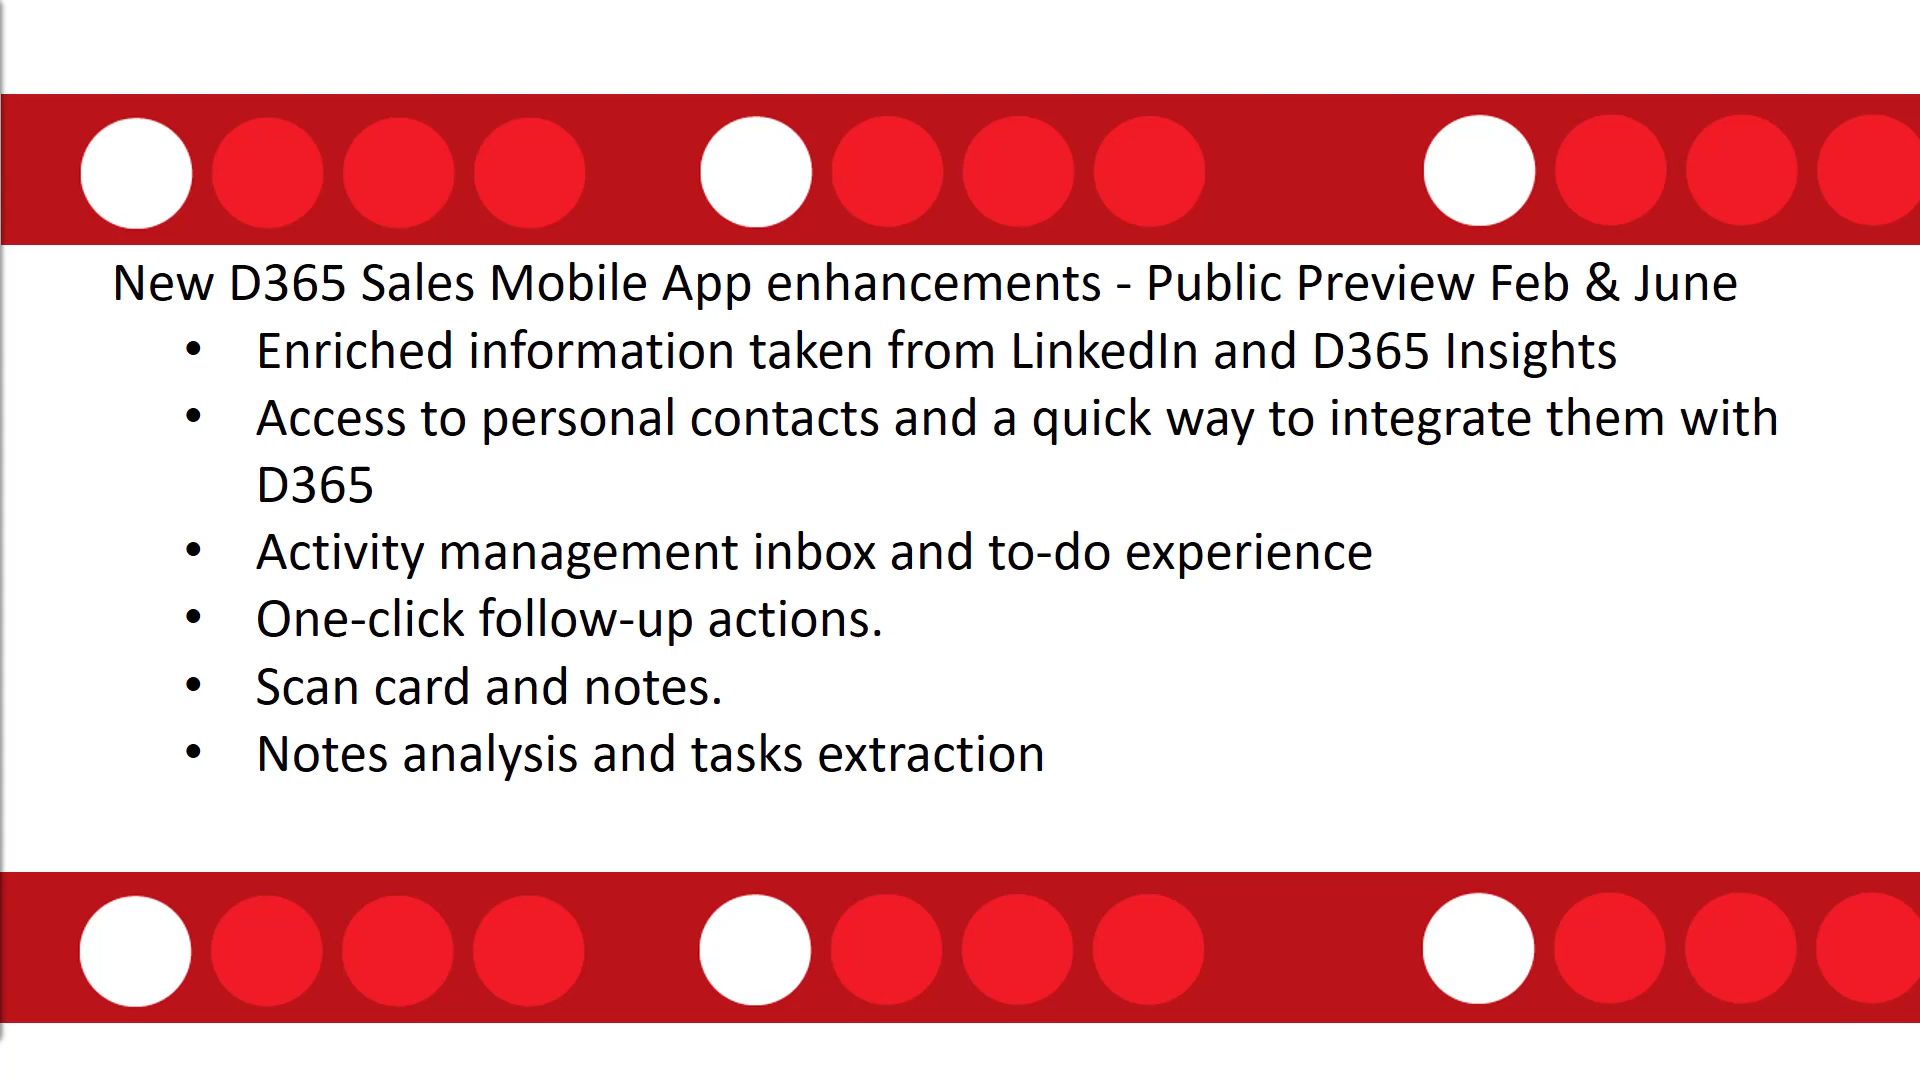 New D365 Sales Mobile App enhancements - Public Preview Feb & June
• Enriched information taken from LinkedIn and D365 Insights
• Access to personal contacts and a quick way to integrate them with
D365
• Activity management inbox and to-do experience
• One-click follow-up actions.
• Scan card and notes.
• Notes analysis and tasks extraction